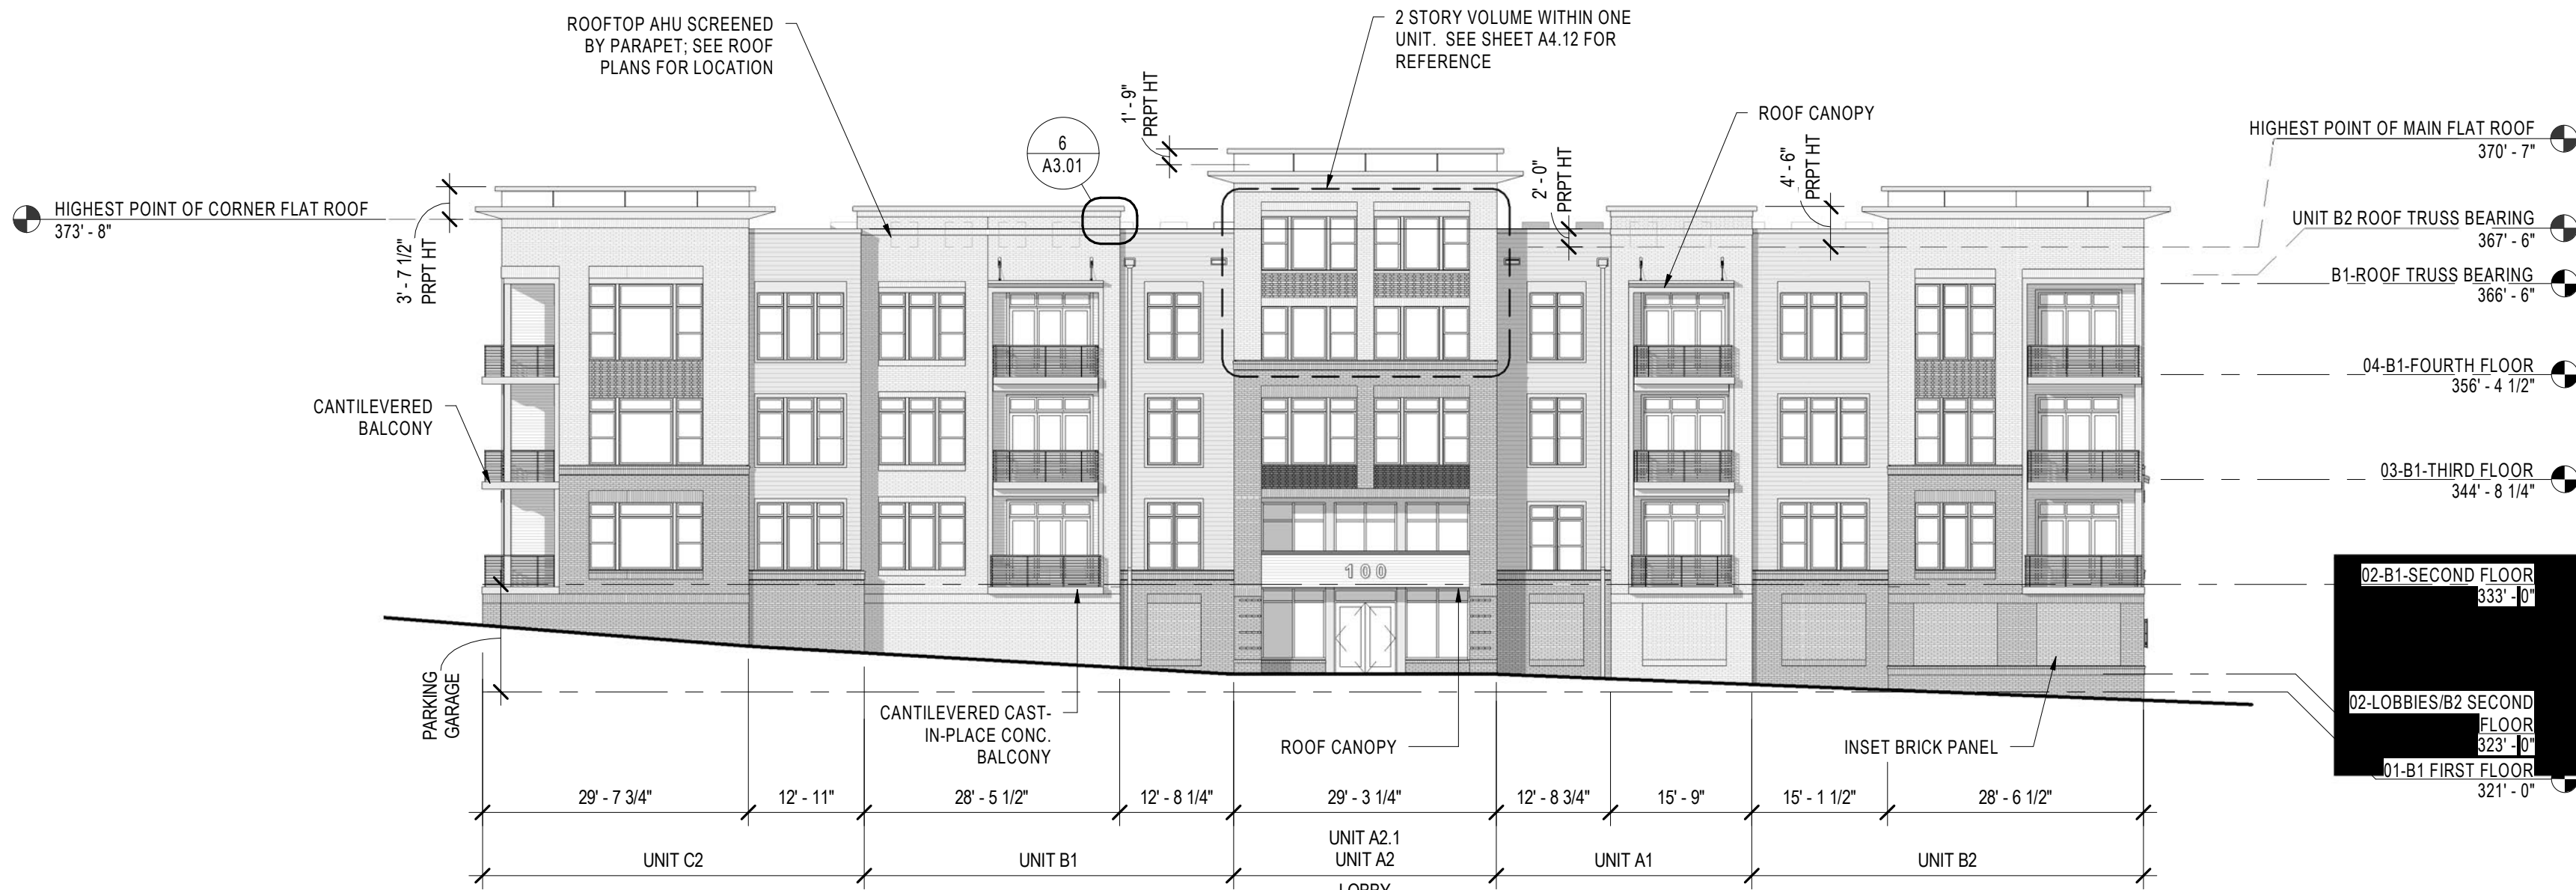 ROOFTOP AHU SCREENED
BY PARAPET; SEE ROOF
PLANS FOR LOCATION
2 STORY VOLUME WITHIN ONE
UNIT. SEE SHEET A4.12 FOR
REFERENCE
1' - 9"
PRPT HT
6
A3.01
ROOF CANOPY
2' - 0"
PRPT HT
4' - 6"
PRPT HT
HIGHEST POINT OF MAIN FLAT ROOF
370' - 7"
HIGHEST POINT OF CORNER FLAT ROOF
373' - 8"
3' - 7 1/2"
PRPT HT
UNIT B2 ROOF TRUSS BEARING
367' - 6"
B1-ROOF TRUSS BEARING
366' - 6"
04-B1-FOURTH FLOOR
356' - 4 1/2"
CANTILEVERED
BALCONY
03-B1-THIRD FLOOR
344' - 8 1/4"
100
02-B1-SECOND FLOOR
333' - 0"
PARKING
GARAGE
CANTILEVERED CAST-
IN-PLACE CONC.
BALCONY
ROOF CANOPY
INSET BRICK PANEL
02-LOBBIES/B2 SECOND
FLOOR
323' - 0"
01-B1 FIRST FLOOR
321' - 0"
29' - 7 3/4"
12' - 11"
28' - 5 1/2"
12' - 8 1/4"
29' - 3 1/4"
12' - 8 3/4"
15' - 9"
15' - 1 1/2"
28' - 6 1/2"
UNIT C2
UNIT B1
UNIT A2.1
UNIT A2
LOBBY
UNIT A1
UNIT B2